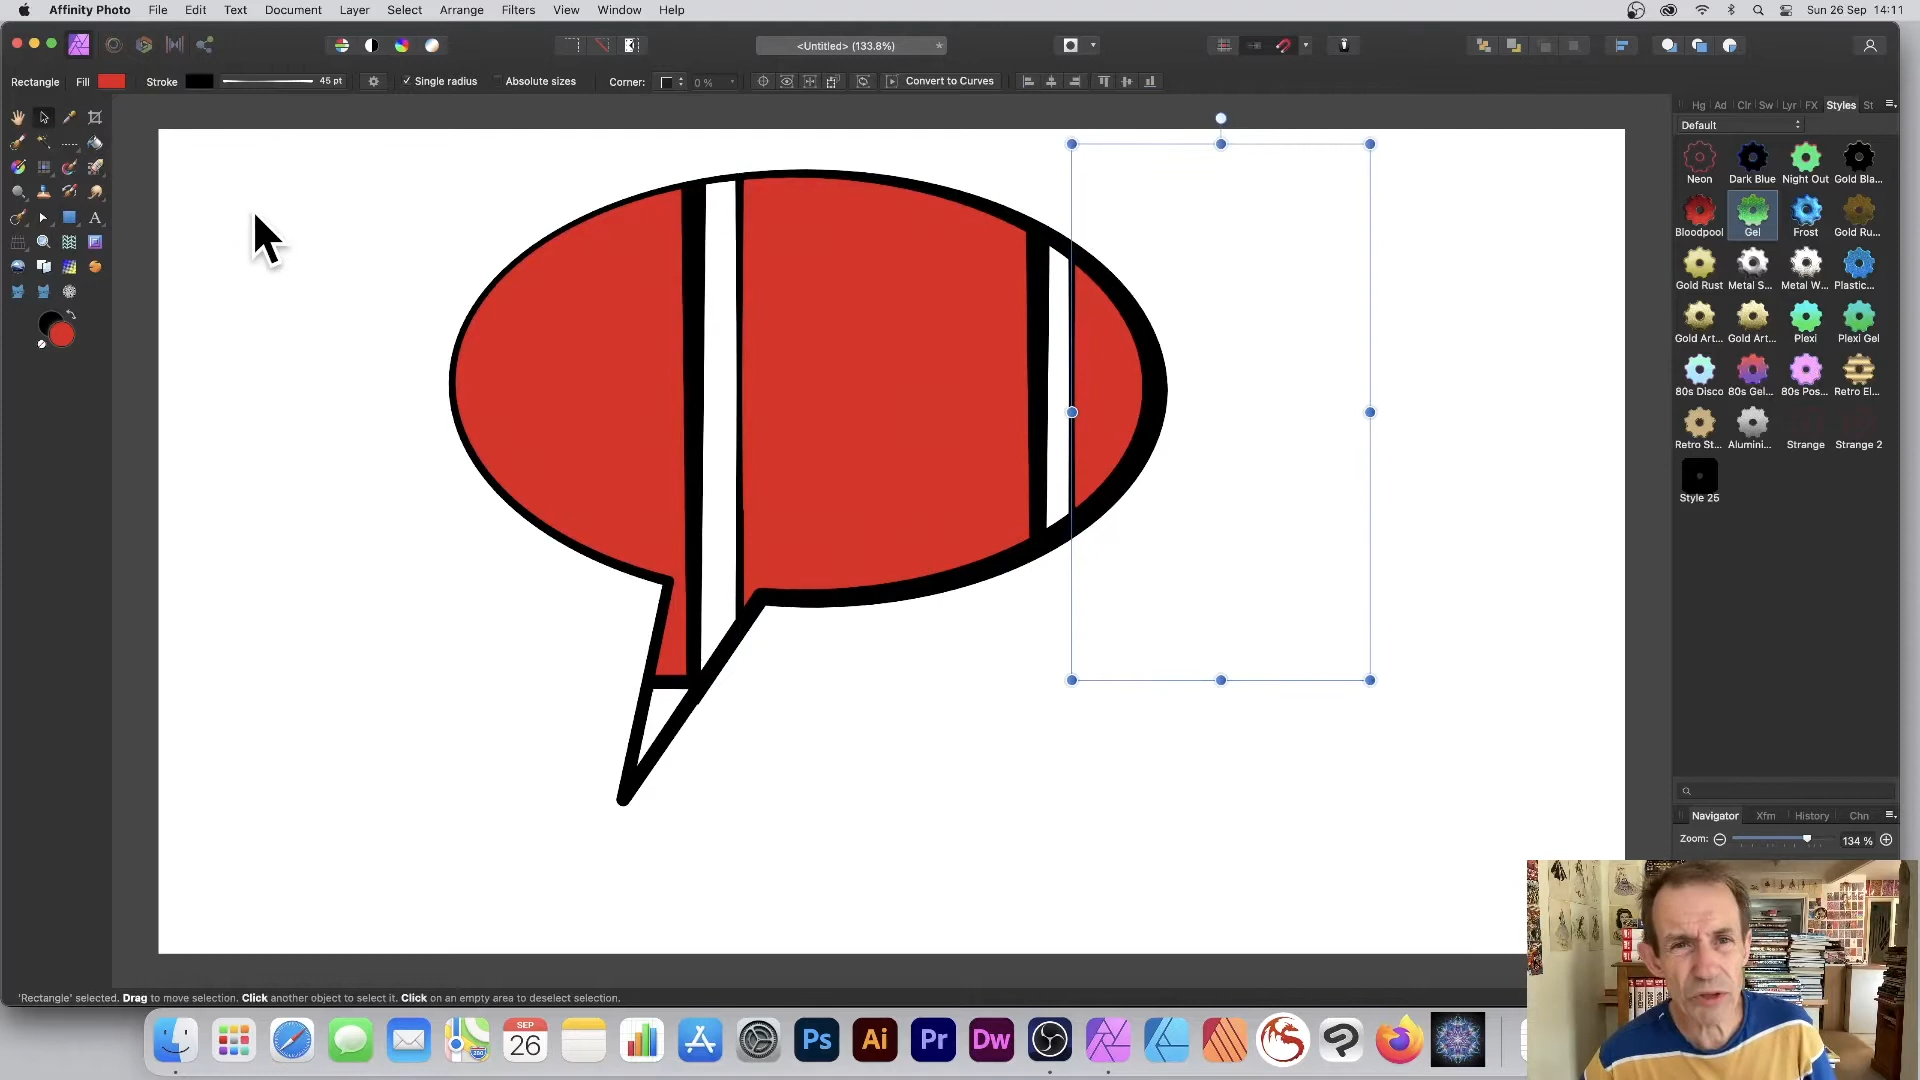 Affinity Photo File Edit Text Document Layer Select Arrange Filters View Window Help Sun 26 Sep 14:11
<Untitled> (133.8%)
Rectangle Fill Stroke 45 pt Single radius Absolute sizes Corner: 0 % Convert to Curves
Hg Ad Clr Sw Lyr FX Styles St
Default
Neon Dark Blue Night Out Gold Bla...
Bloodpool Gel Frost Gold Ru...
Gold Rust Metal S... Metal W... Plastic...
Gold Art... Gold Art... Plexi Plexi Gel
80s Disco 80s Gel... 80s Pos... Retro El...
Retro St... Alumini... Strange Strange 2
Style 25
Navigator Xfm History Chn
Zoom: 134 %
'Rectangle' selected. Drag to move selection. Click another object to select it. Click on an empty area to deselect selection.
SEP
26
280
Ps Ai Pr Dw